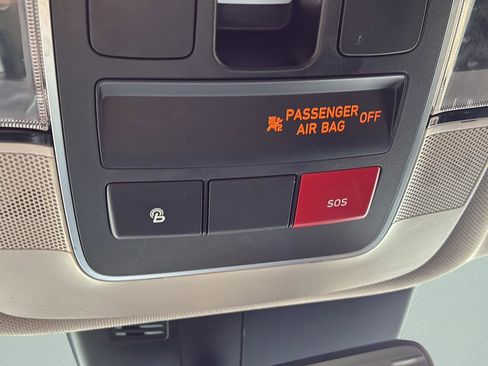 PASSENGER OFF
AIR BAG
SOS